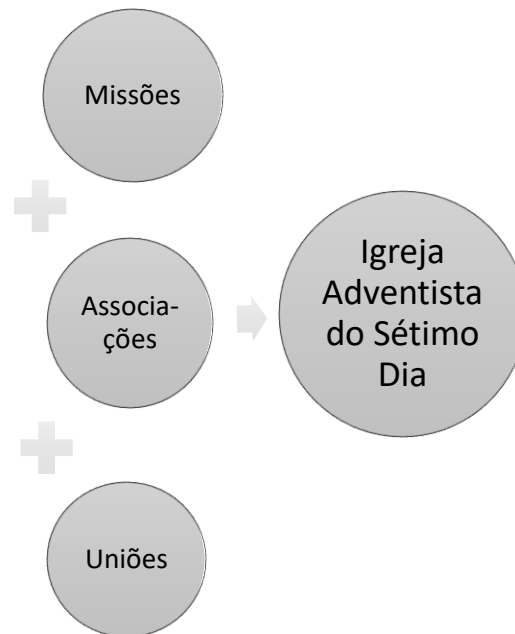 Missões
Associa-
ções
Uniões
Igreja
Adventista
do Sétimo
Dia